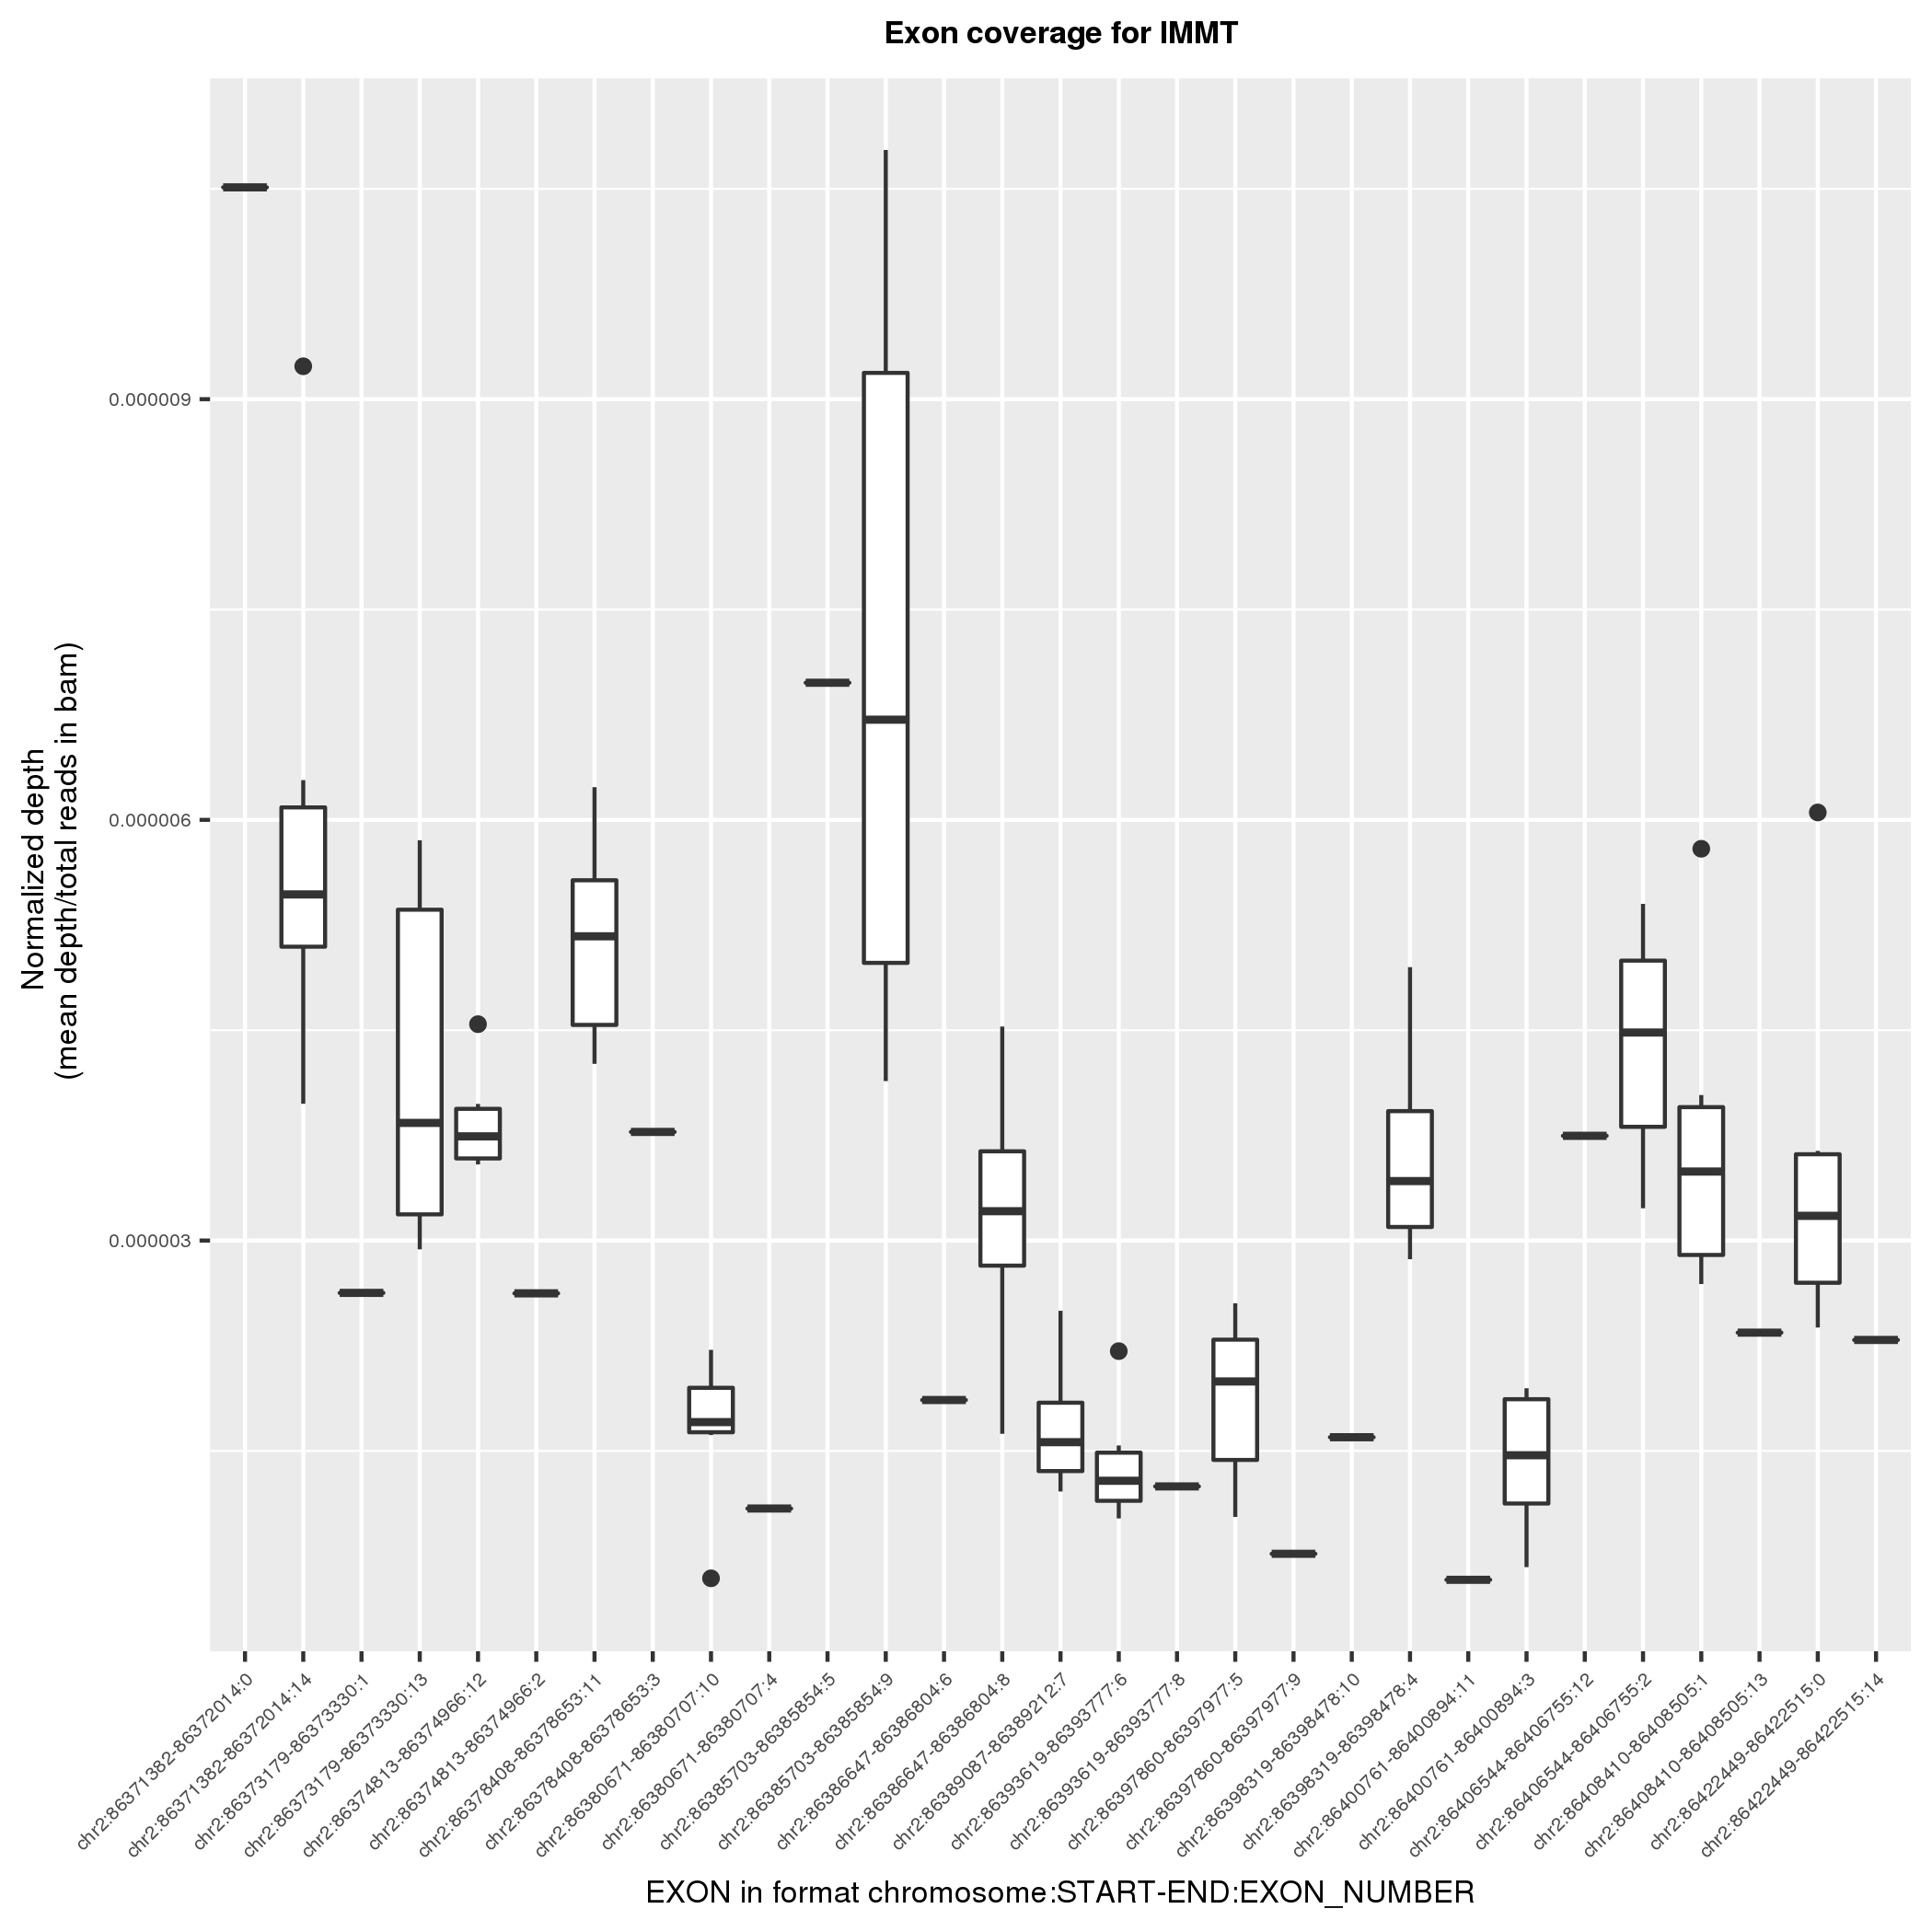 Exon coverage for IMMT
Normalized depth
(mean depth/total reads in bam)
0.000009
0.000006
0.000003
chr2:86371382-86372014:0
chr2:86371382-86372014:14
chr2:86373179-86373330:1
chr2:86373179-86373330:13
chr2:86374813-86374966:12
chr2:86374813-86374966:2
chr2:86378408-86378653:11
chr2:86378408-86378653:3
chr2:86380671-86380707:10
chr2:86380671-86380707:4
chr2:86385703-86385854:5
chr2:86385703-86385854:9
chr2:86386647-86386804:6
chr2:86386647-86386804:8
chr2:86389087-86389212:7
chr2:86393619-86393777:6
chr2:86393619-86393777:8
chr2:86397860-86397977:5
chr2:86397860-86397977:9
chr2:86398319-86398478:10
chr2:86398319-86398478:4
chr2:86400761-86400894:11
chr2:86400761-86400894:3
chr2:86406544-86406755:12
chr2:86406544-86406755:2
chr2:86408410-86408505:1
chr2:86408410-86408505:13
chr2:86422449-86422515:0
chr2:86422449-86422515:14
EXON in format chromosome:START-END:EXON_NUMBER